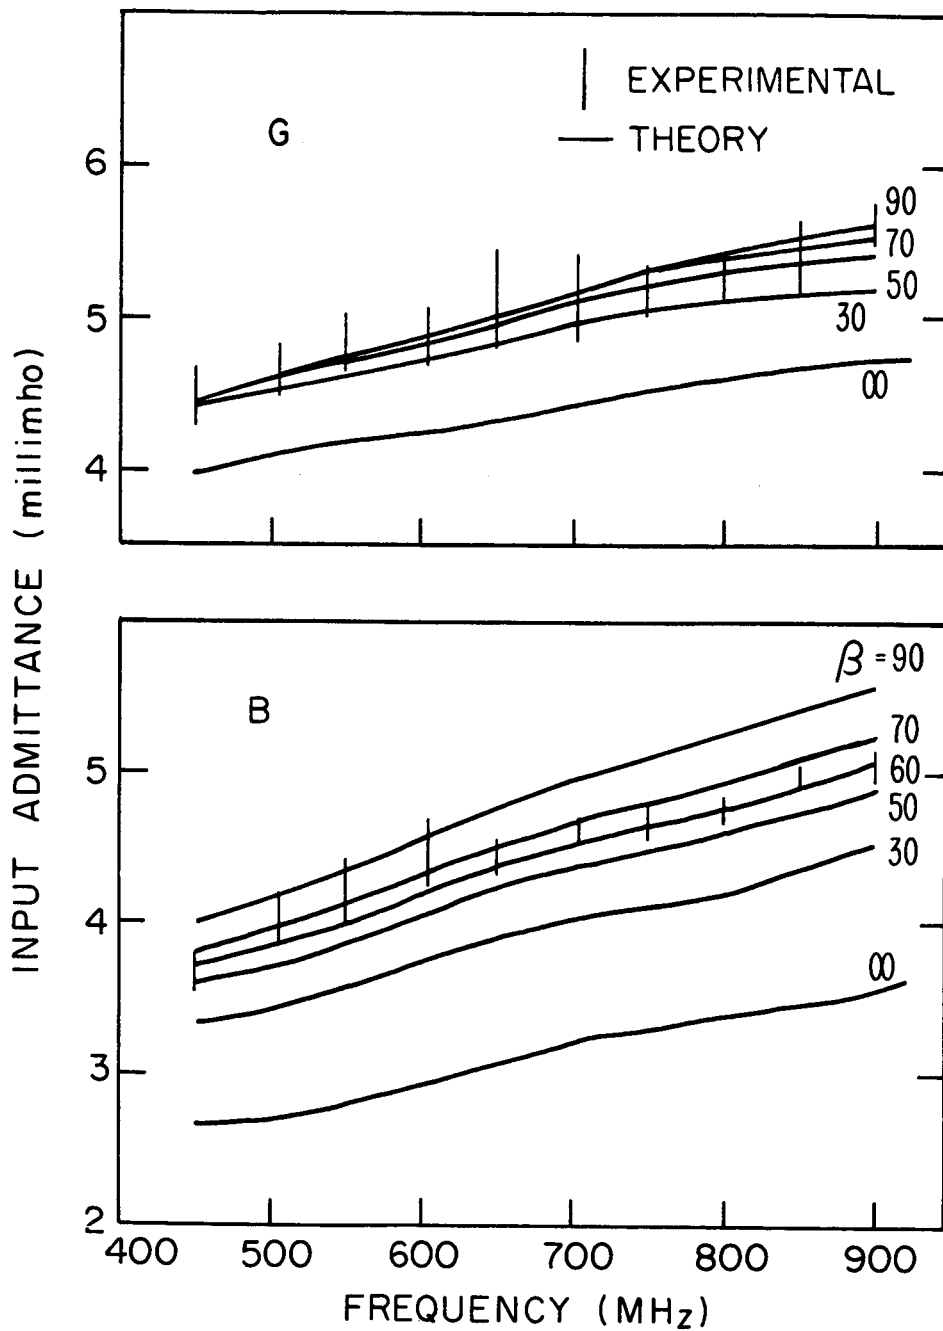 EXPERIMENTAL
G
THEORY
6
90
70
5
50
30
∞
4
INPUT ADMITTANCE (millimho)
β = 90
B
70
5
60
50
30
4
∞
3
2
400 500 600 700 800 900
FREQUENCY (MHz)